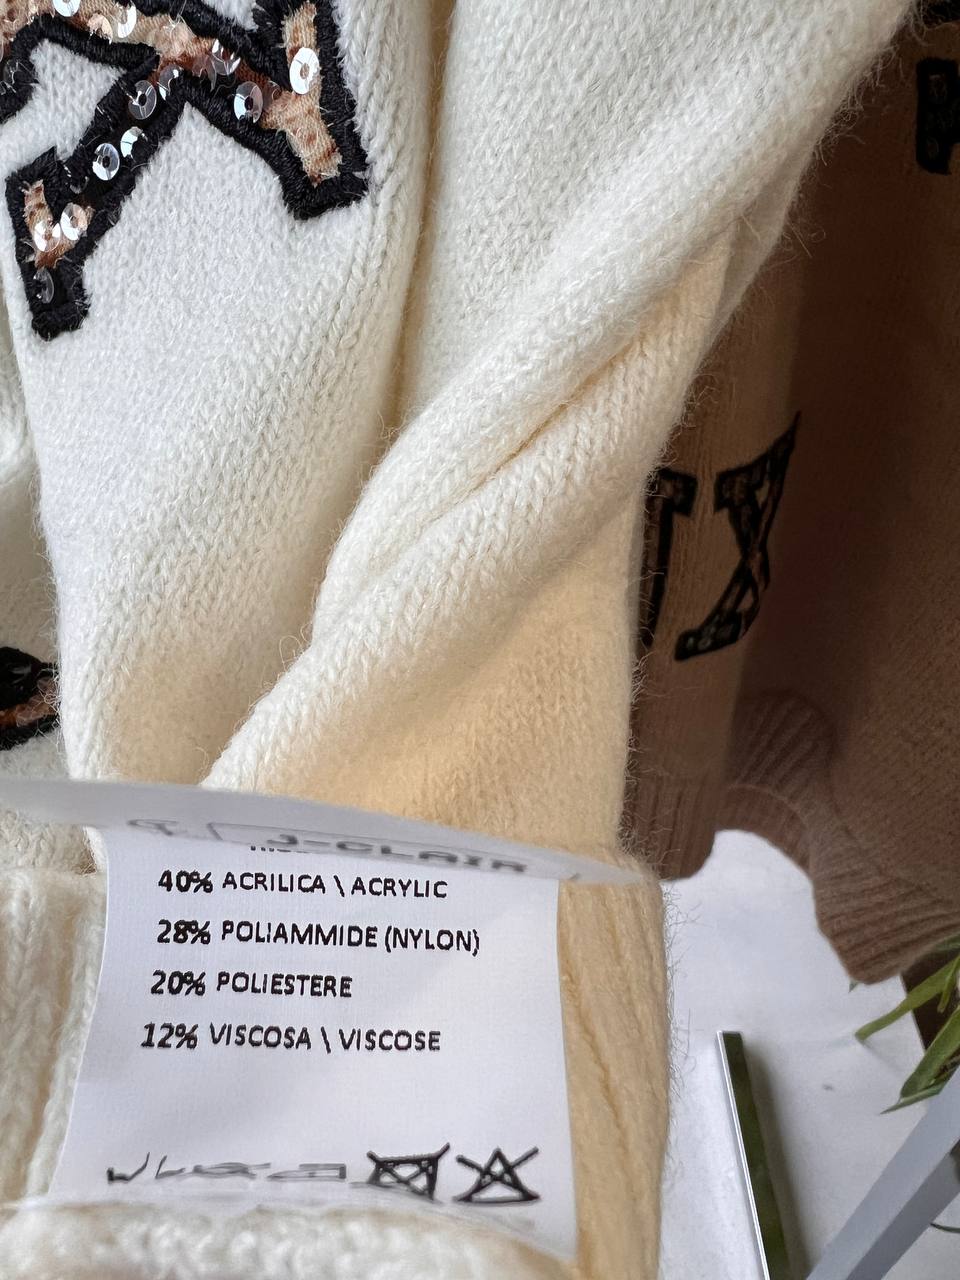 J-CLAIR
40% ACRILICA \ ACRYLIC
28% POLIAMMIDE (NYLON)
20% POLIESTERE
12% VISCOSA \ VISCOSE